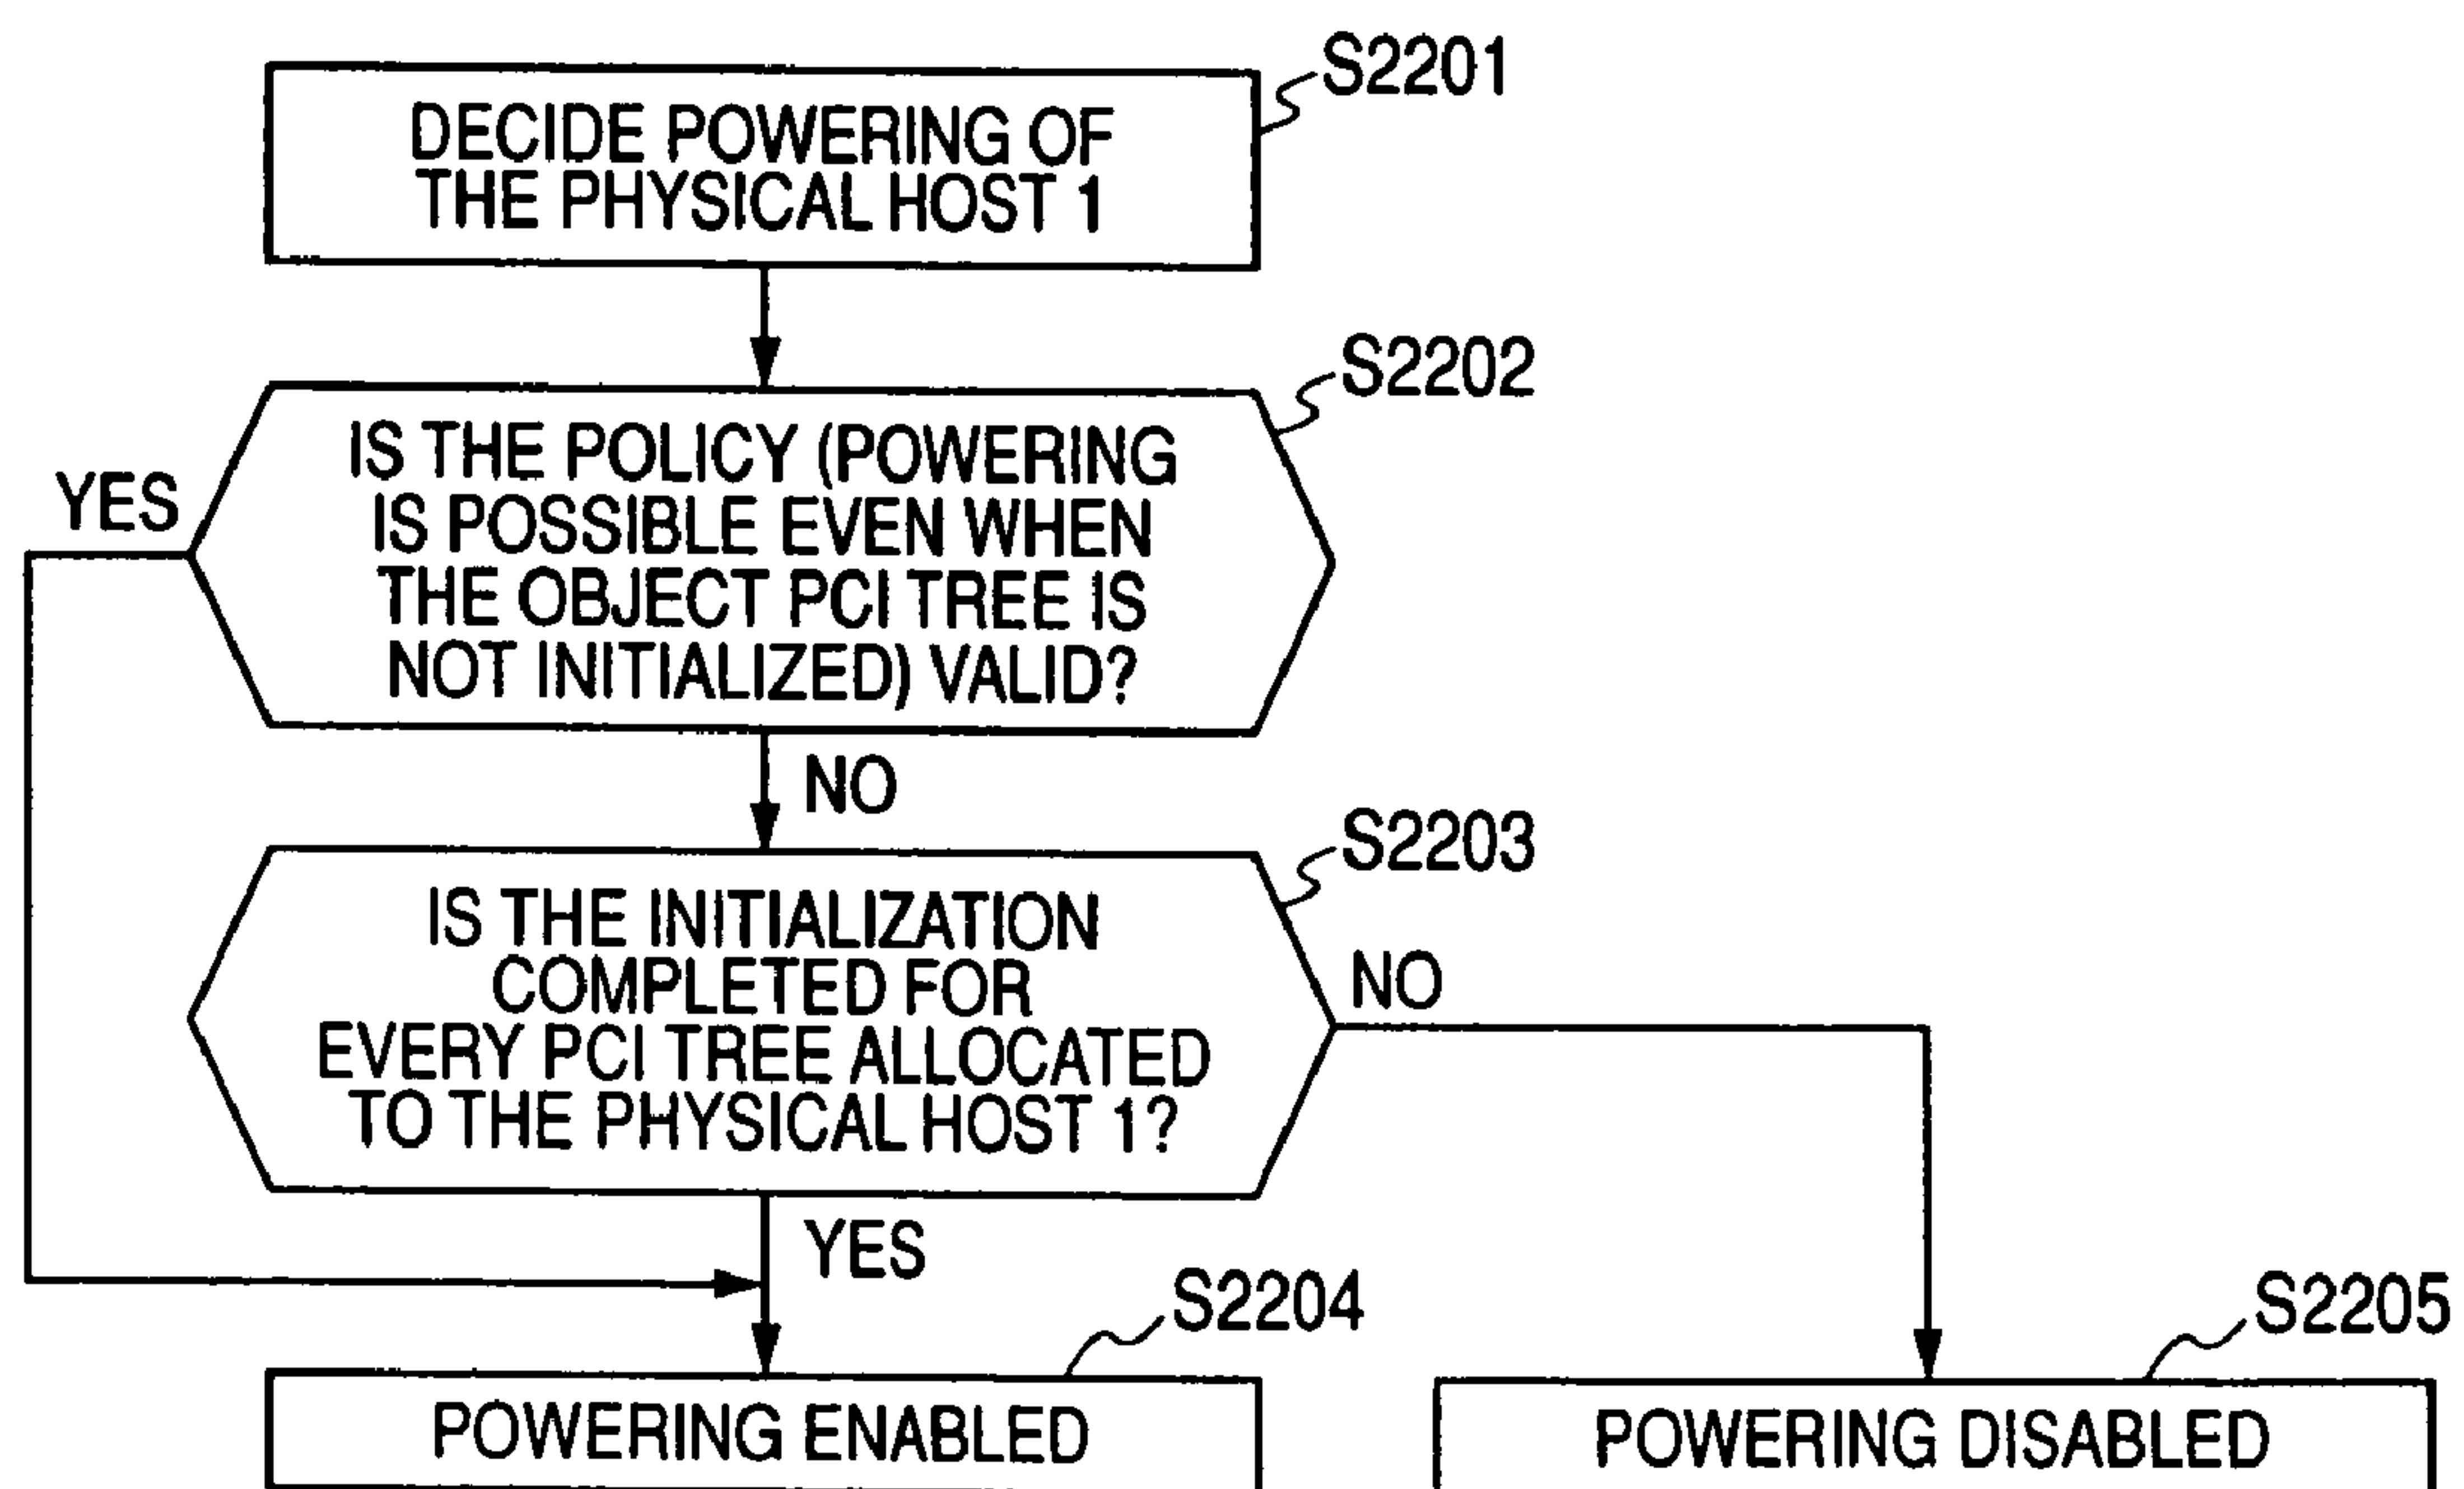 S2201
DECIDE POWERING OF
THE PHYSICAL HOST 1
S2202
IS THE POLICY (POWERING
IS POSSIBLE EVEN WHEN
THE OBJECT PCI TREE IS
NOT INITIALIZED) VALID?
YES
NO
S2203
IS THE INITIALIZATION
COMPLETED FOR
EVERY PCI TREE ALLOCATED
TO THE PHYSICAL HOST 1?
NO
YES
S2204
POWERING ENABLED
S2205
POWERING DISABLED